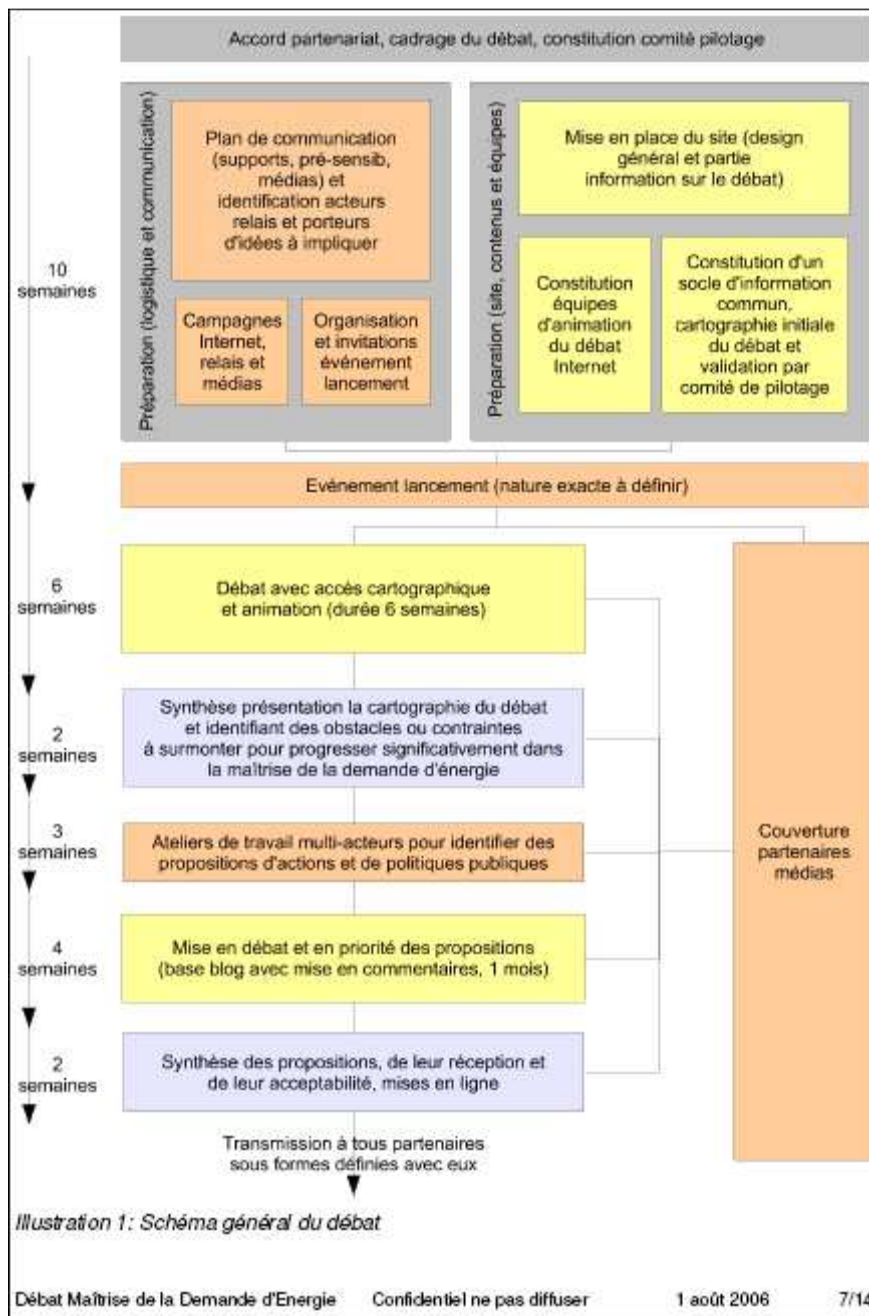 Accord partenariat, cadrage du débat, constitution comité pilotage
10
semaines
Préparation (logistique et communication)
Plan de communication
(supports, pré-sensib,
médias) et
identification acteurs
relais et porteurs
d'idées à impliquer
Campagnes
Internet,
relais et
médias
Organisation
et invitations
événement
lancement
Préparation (site, contenus et équipes)
Mise en place du site (design
général et partie
information sur le débat)
Constitution
équipes
d'animation
du débat
Internet
Constitution d'un
socle d'information
commun,
cartographie initiale
du débat et
validation par
comité de pilotage
Evénement lancement (nature exacte à définir)
6
semaines
Débat avec accès cartographique
et animation (durée 6 semaines)
2
semaines
Synthèse présentation la cartographie du débat
et identifiant des obstacles ou contraintes
à surmonter pour progresser significativement dans
la maîtrise de la demande d'énergie
3
semaines
Ateliers de travail multi-acteurs pour identifier des
propositions d'actions et de politiques publiques
Couverture
partenaires
médias
4
semaines
Mise en débat et en priorité des propositions
(base blog avec mise en commentaires, 1 mois)
2
semaines
Synthèse des propositions, de leur réception et
de leur acceptabilité, mises en ligne
Transmission à tous partenaires
sous formes définies avec eux
Illustration 1: Schéma général du débat
Débat Maîtrise de la Demande d'Energie Confidentiel ne pas diffuser 1 août 2006 7/14